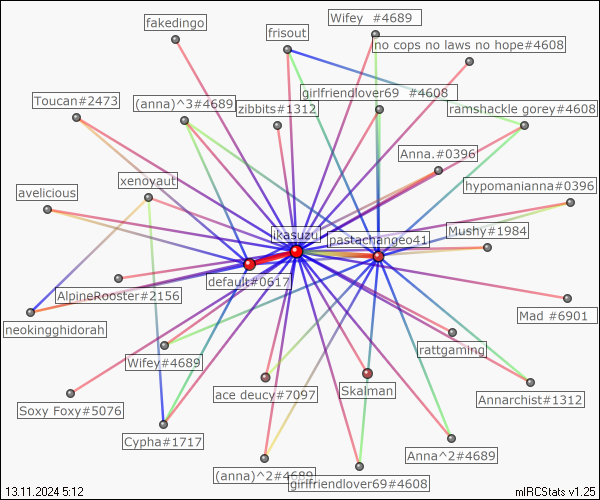 Wifey  #4689
fakedingo
frisout
no cops no laws no hope#4608
girlfriendlover69  #4608
Toucan#2473
(anna)^3#4689
zibbits#1312
ramshackle gorey#4608
Anna.#0396
xenoyaut
hypomanianna#0396
avelicious
ikasuzu
pastachangeo41
Mushy#1984
default#0617
AlpineRooster#2156
Mad #6901
neokingghidorah
rattgaming
Wifey#4689
ace deucy#7097
Skalman
Annarchist#1312
Soxy Foxy#5076
Cypha#1717
Anna^2#4689
(anna)^2#4689
girlfriendlover69#4608
13.11.2024 5:12
mIRCStats v1.25